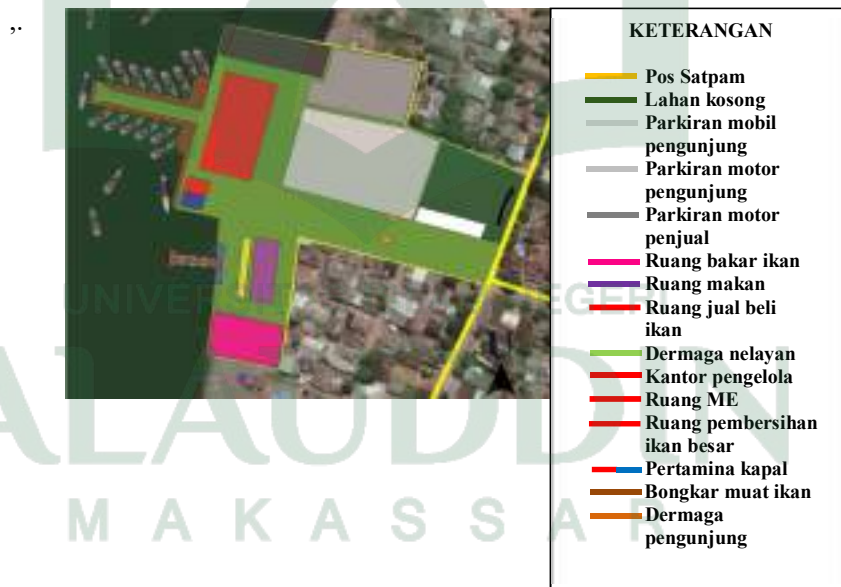 ,.
KETERANGAN
Pos Satpam
Lahan kosong
Parkiran mobil
pengunjung
Parkiran motor
pengunjung
Parkiran motor
penjual
Ruang bakar ikan
Ruang makan
Ruang jual beli
ikan
Dermaga nelayan
Kantor pengelola
Ruang ME
Ruang pembersihan
ikan besar
Pertamina kapal
Bongkar muat ikan
Dermaga
pengunjung
ALAUDDIN
MAKASSAR